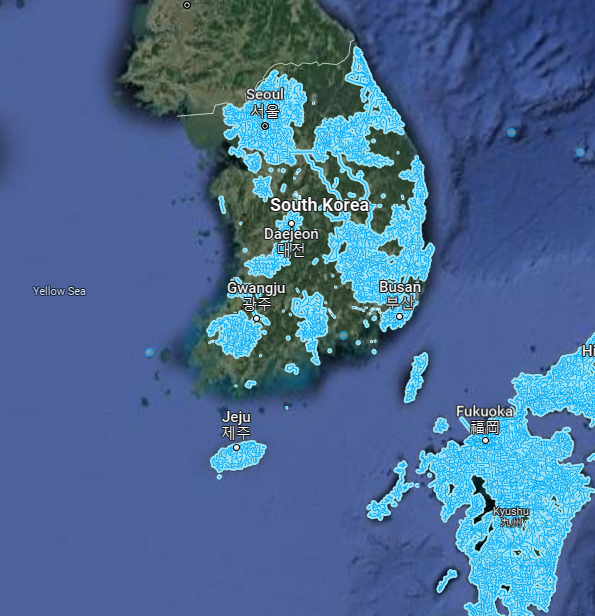 Seoul
서울
South Korea
Daejeon
대전
Yellow Sea
Gwangju
광주
Busan
부산
Hi
Jeju
제주
Fukuoka
福岡
Kyushu
九州